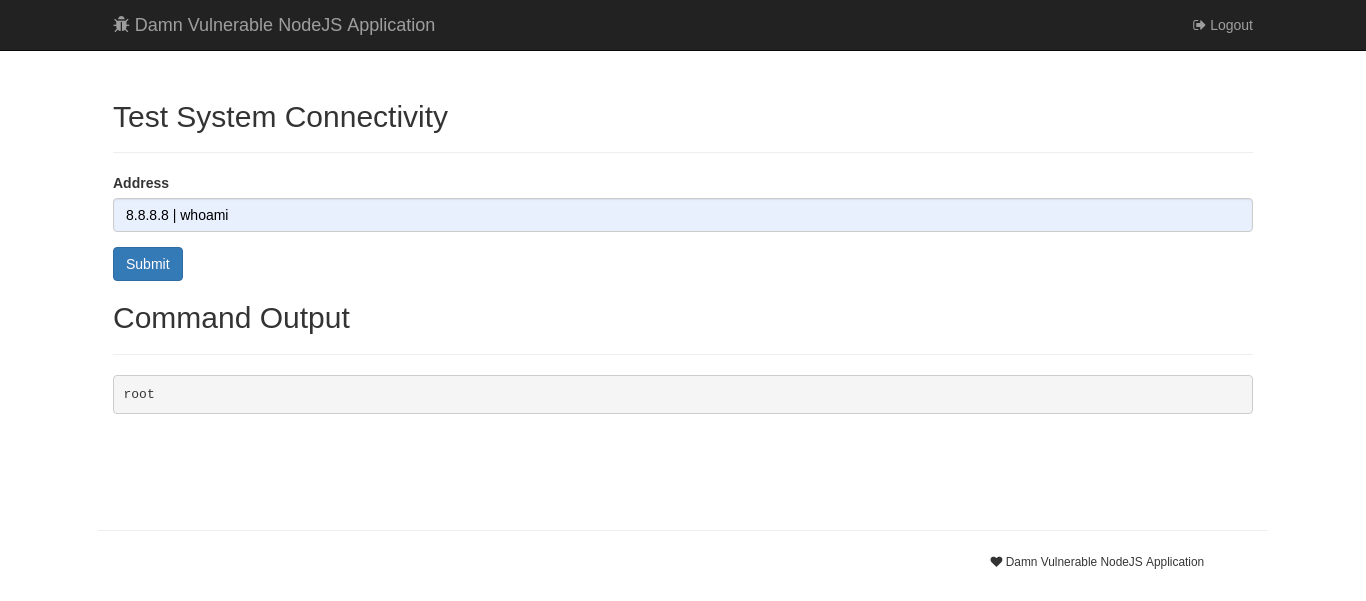 Damn Vulnerable NodeJS Application
Logout
Test System Connectivity
Address
8.8.8.8 | whoami
Submit
Command Output
root
Damn Vulnerable NodeJS Application